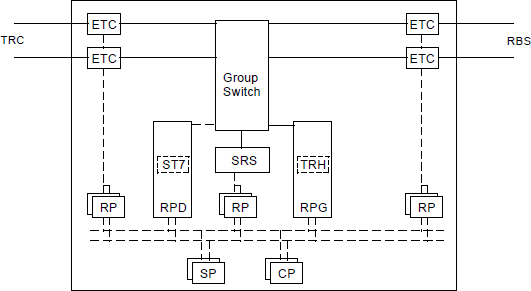 ETC
ETC
TRC
RBS
ETC
ETC
Group
Switch
ST7
SRS
TRH
RP
RPD
RP
RPG
RP
SP
CP